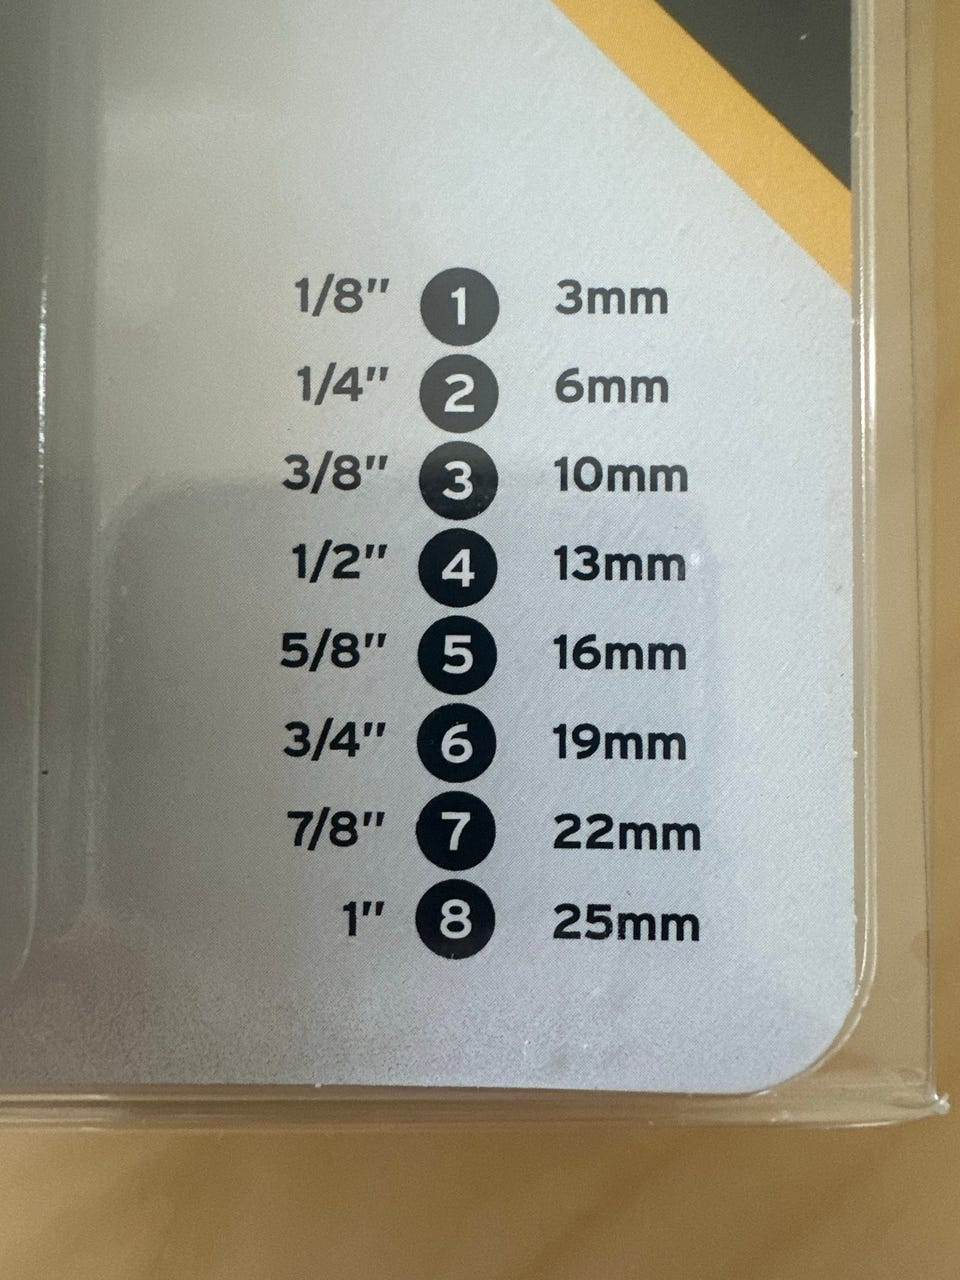 1/8" 1 3mm
1/4" 2 6mm
3/8" 3 10mm
1/2" 4 13mm
5/8" 5 16mm
3/4" 6 19mm
7/8" 7 22mm
1" 8 25mm